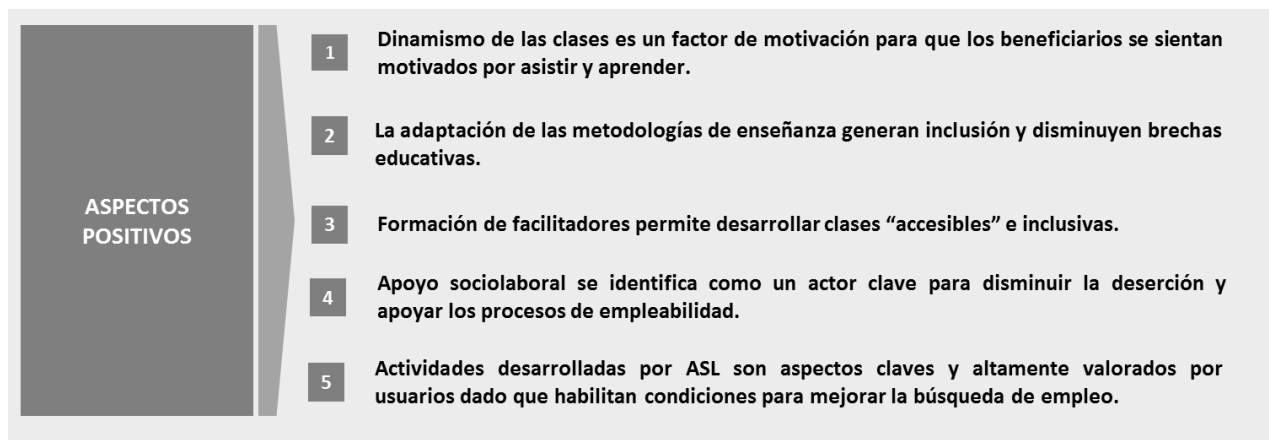 ASPECTOS
POSITIVOS
1
Dinamismo de las clases es un factor de motivación para que los beneficiarios se sientan
motivados por asistir y aprender.
2
La adaptación de las metodologías de enseñanza generan inclusión y disminuyen brechas
educativas.
3
Formación de facilitadores permite desarrollar clases “accesibles” e inclusivas.
4
Apoyo sociolaboral se identifica como un actor clave para disminuir la deserción y
apoyar los procesos de empleabilidad.
5
Actividades desarrolladas por ASL son aspectos claves y altamente valorados por
usuarios dado que habilitan condiciones para mejorar la búsqueda de empleo.